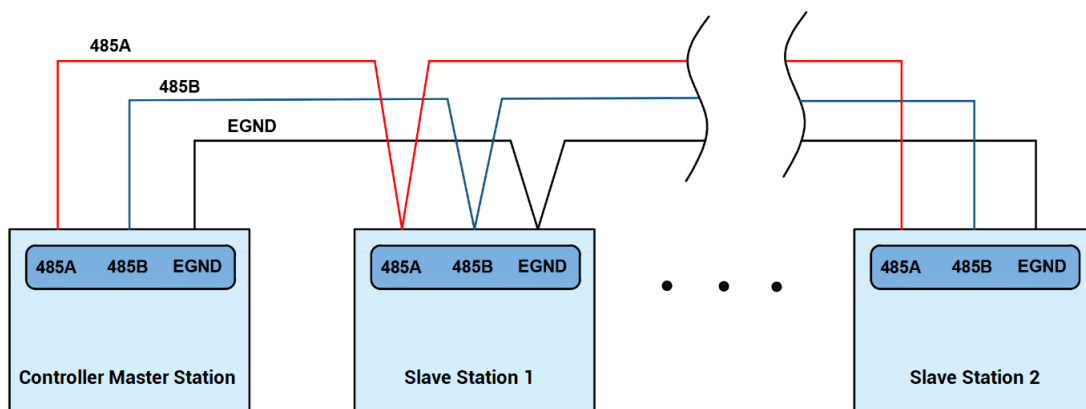 485A
485B
EGND
485A 485B EGND
485A 485B EGND
485A 485B EGND
Controller Master Station
Slave Station 1
Slave Station 2